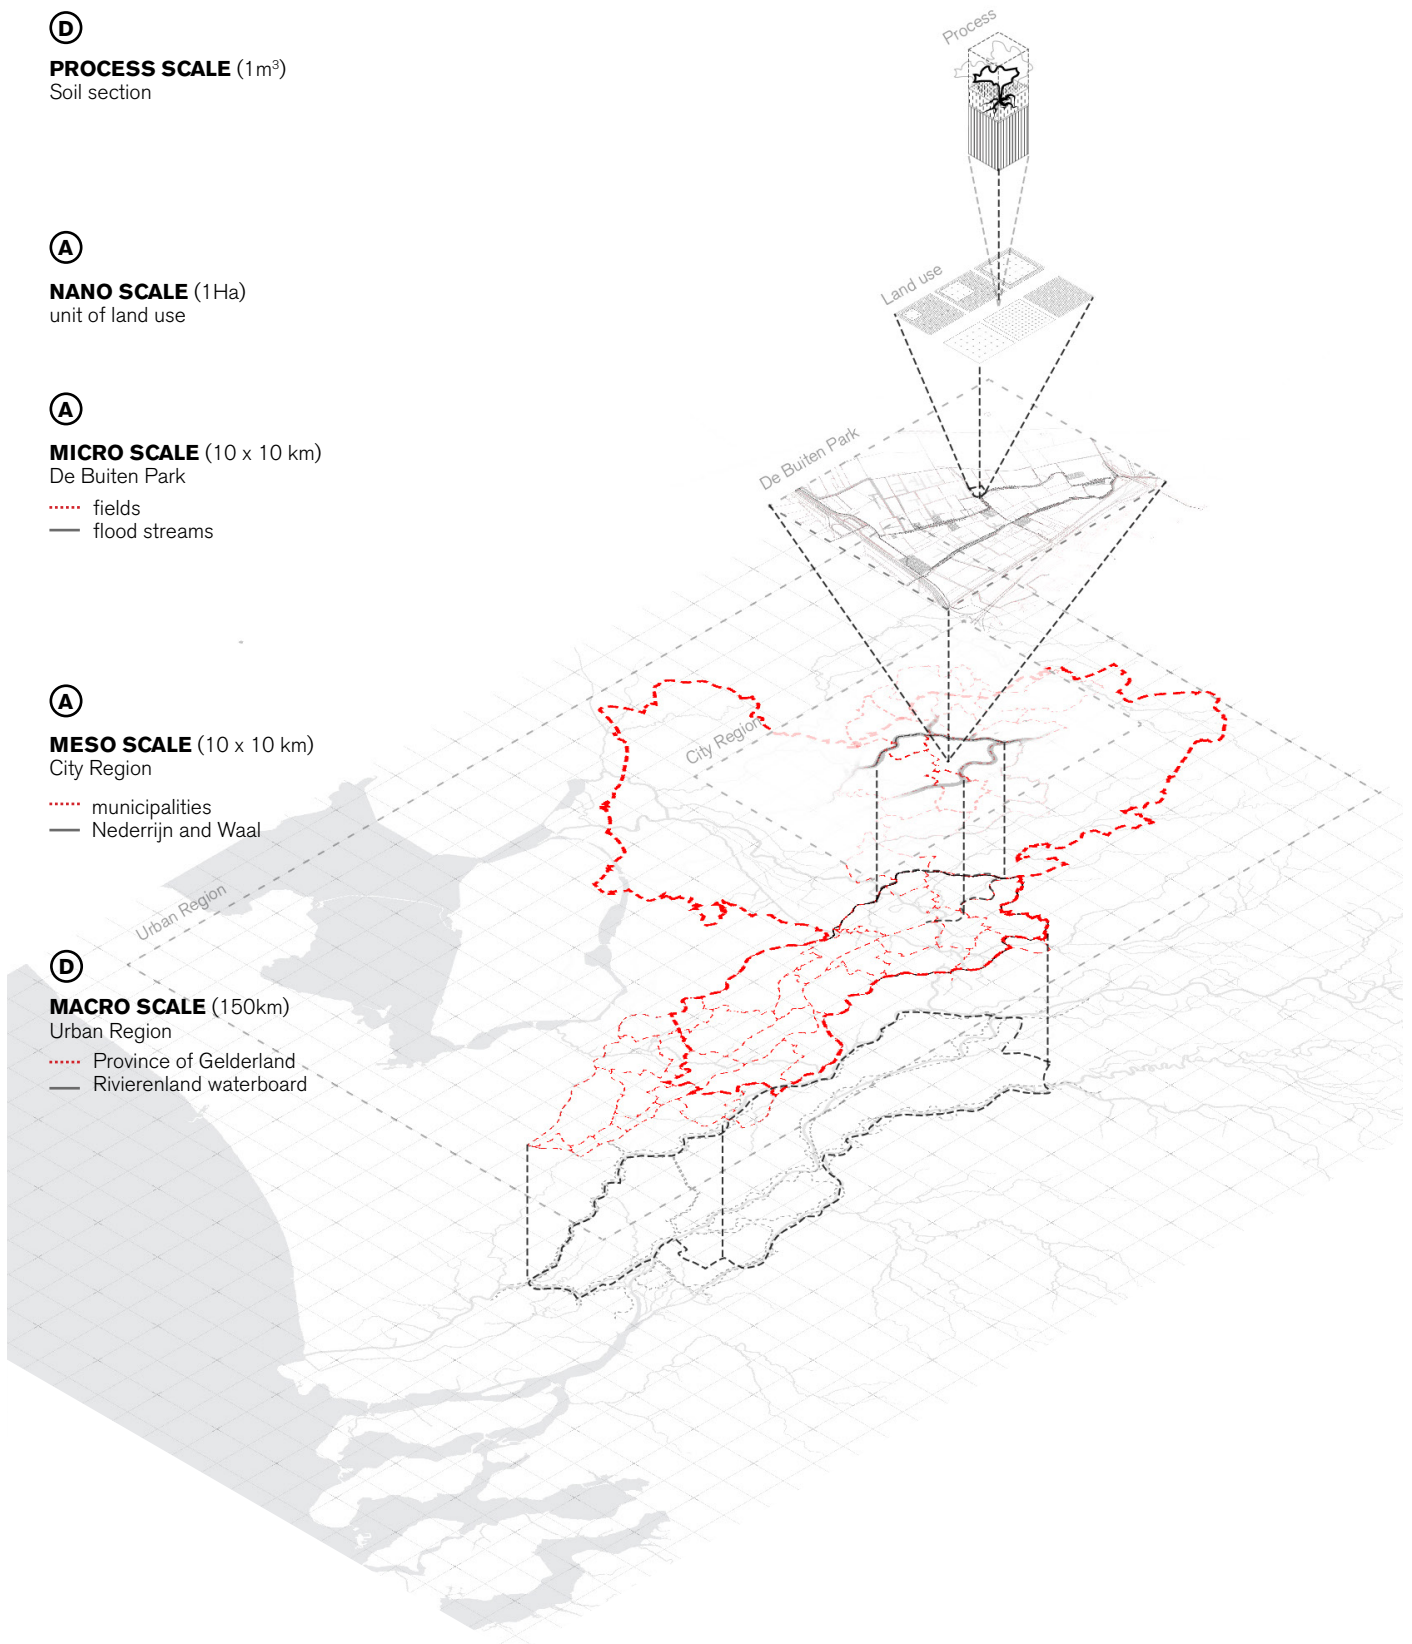 D
PROCESS SCALE (1m³)
Soil section
A
NANO SCALE (1Ha)
unit of land use
A
MICRO SCALE (10 x 10 km)
De Buiten Park
fields
flood streams
A
MESO SCALE (10 x 10 km)
City Region
municipalities
Nederrijn and Waal
D
MACRO SCALE (150km)
Urban Region
Province of Gelderland
Rivierenland waterboard
Process
Land use
De Buiten Park
City Region
Urban Region